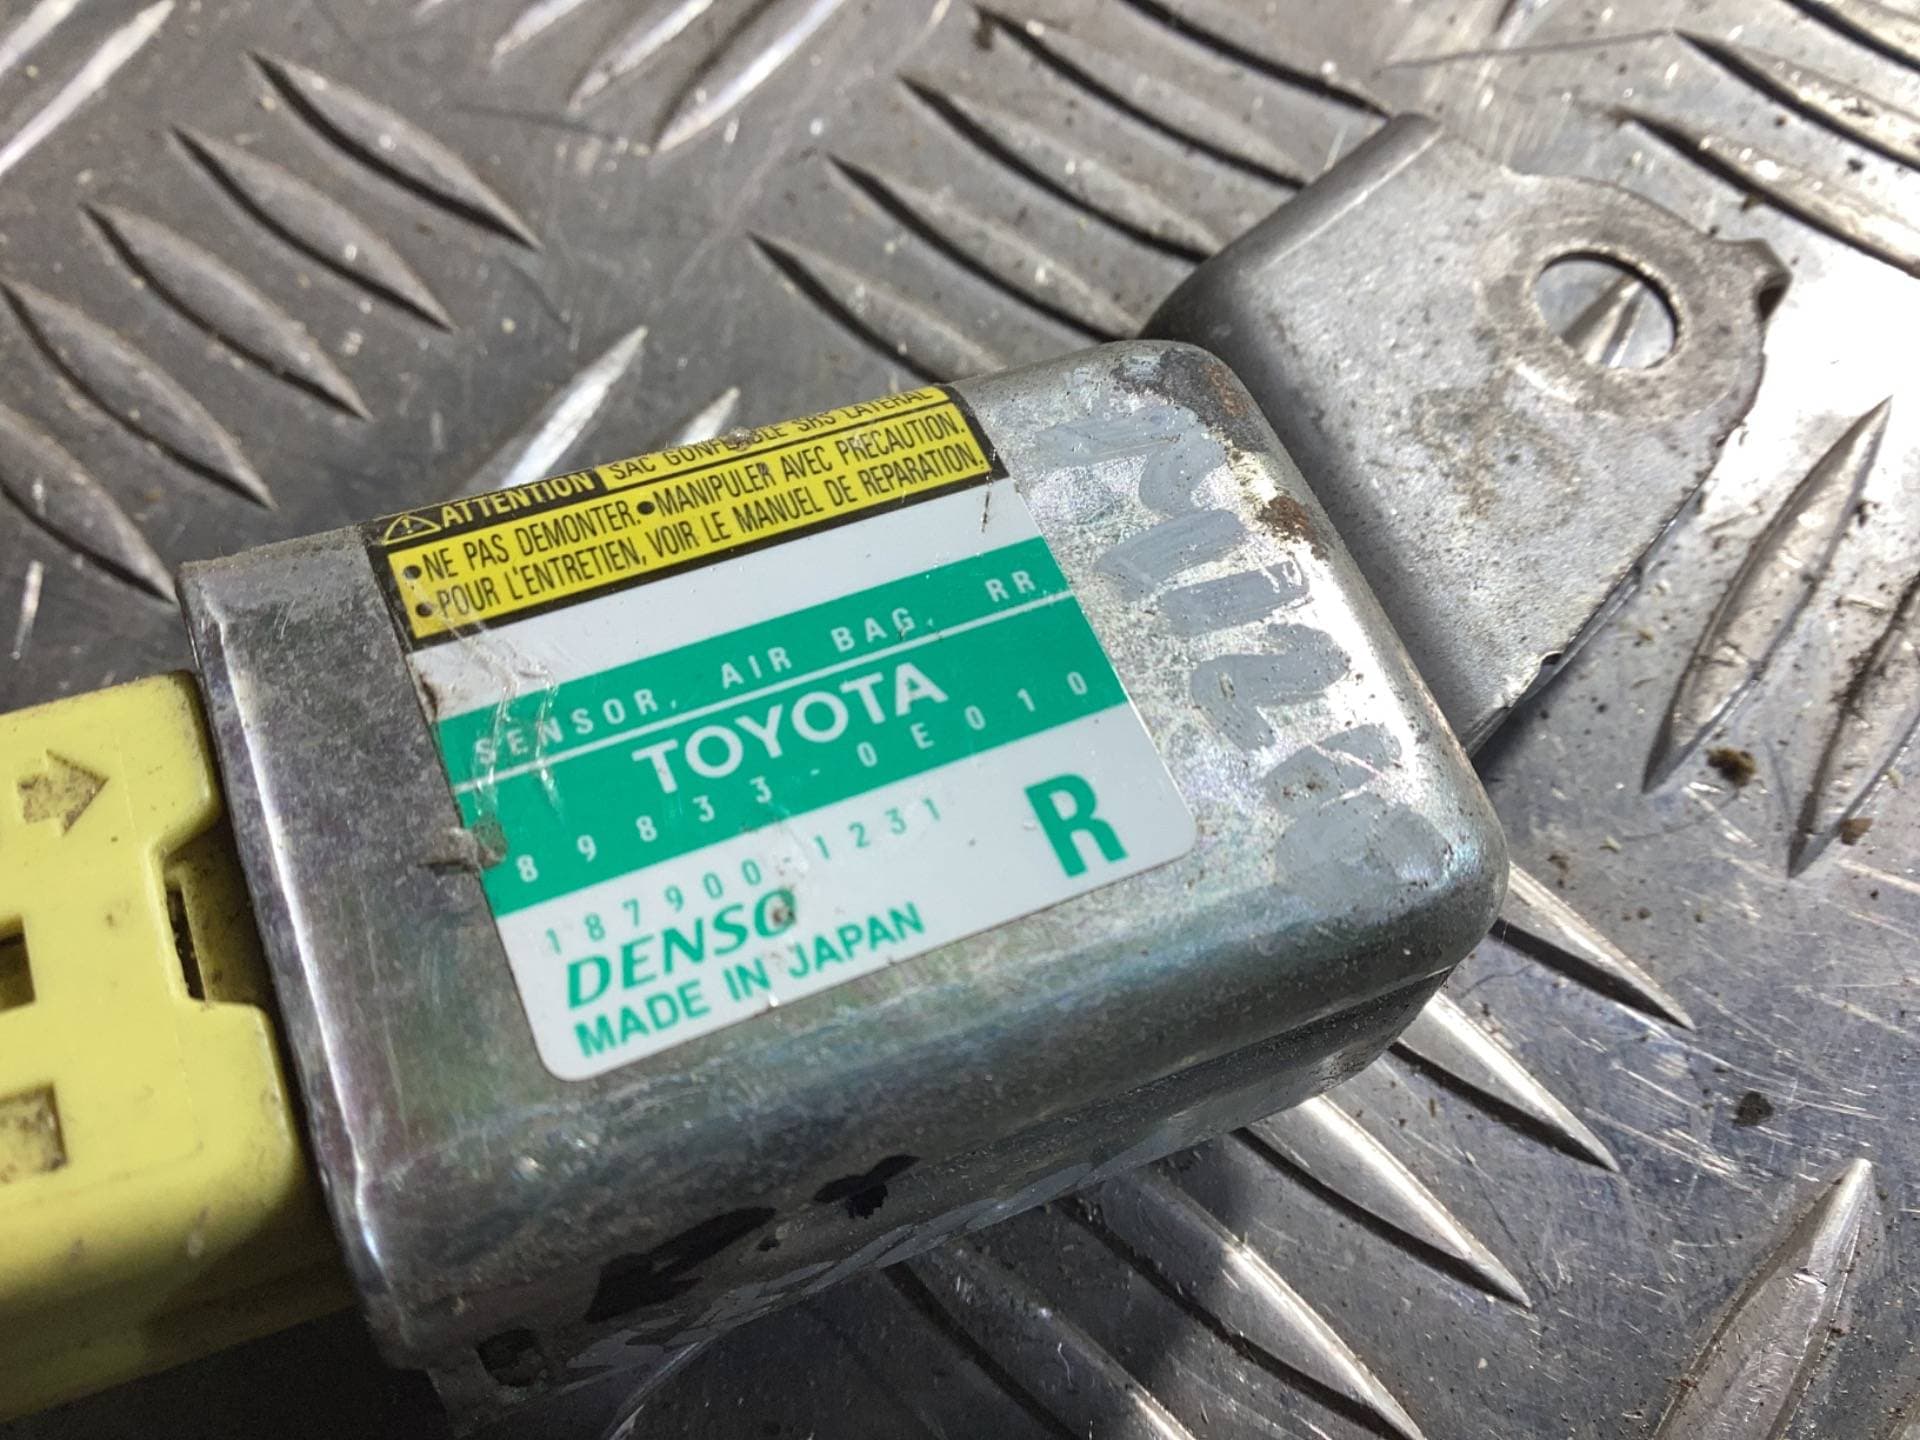 ⚠ATTENTION SAC GONFLABLE SRS LATERAL
•NE PAS DEMONTER. •MANIPULER AVEC PRECAUTION.
•POUR L'ENTRETIEN, VOIR LE MANUEL DE REPARATION.
SENSOR, AIR BAG, RR,
TOYOTA
89833-0E010
187900-1231
R
DENSO
MADE IN JAPAN